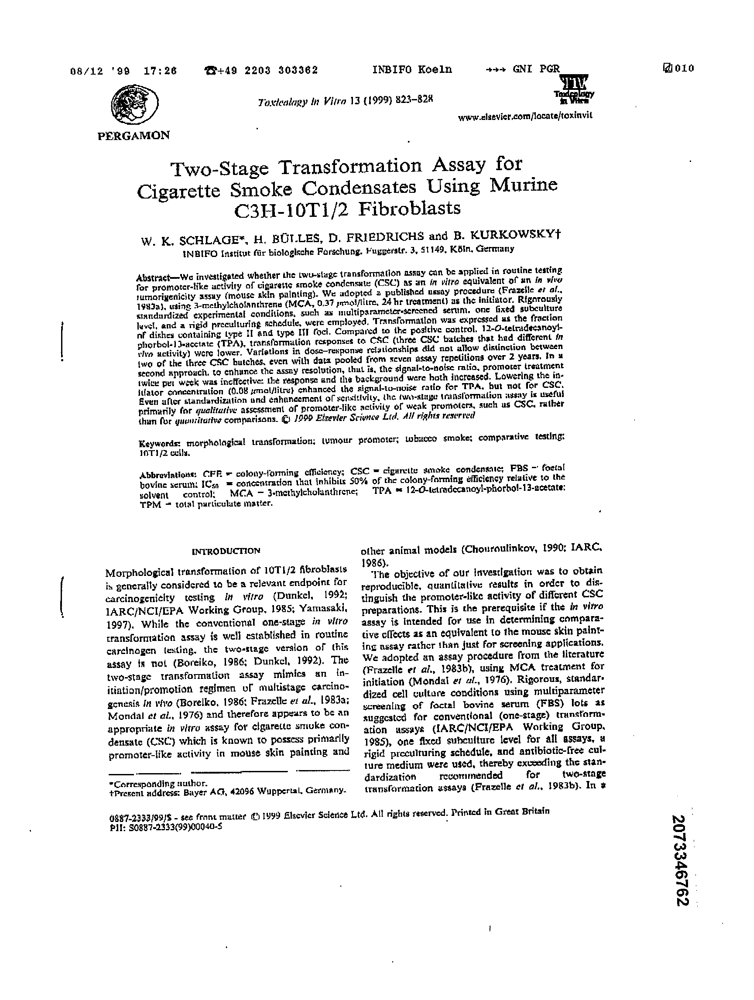 08/12 '99 17:26 ☎+49 2203 303362 INBIFO Koeln →→→ GNI PGR 010
PERGAMON
Toxicology in Vitro 13 (1999) 823–828
Toxicology
in Vitro
www.elsevier.com/locate/toxinvit
Two-Stage Transformation Assay for
Cigarette Smoke Condensates Using Murine
C3H-10T1/2 Fibroblasts
W. K. SCHLAGE*, H. BÜLLES, D. FRIEDRICHS and B. KURKOWSKY†
INBIFO Institut für biologische Forschung, Fuggerstr. 3, 51149, Köln, Germany
Abstract—We investigated whether the two-stage transformation assay can be applied in routine testing
for promoter-like activity of cigarette smoke condensate (CSC) as an in vitro equivalent of an in vivo
tumorigenicity assay (mouse skin painting). We adopted a published assay procedure (Frazelle et al.,
1983a), using 3-methylcholanthrene (MCA, 0.37 µmol/litre, 24 hr treatment) as the initiator. Rigorously
standardized experimental conditions, such as multiparameter-screened serum, one fixed subculture
level, and a rigid preculturing schedule, were employed. Transformation was expressed as the fraction
of dishes containing type II and type III foci. Compared to the positive control, 12-O-tetradecanoyl-
phorbol-13-acetate (TPA), transformation responses to CSC (three CSC batches that had different in
vivo activity) were lower. Variations in dose–response relationships did not allow distinction between
two of the three CSC batches, even with data pooled from seven assay repetitions over 2 years. In a
second approach, to enhance the assay resolution, that is, the signal-to-noise ratio, promoter treatment
twice per week was ineffective: the response and the background were both increased. Lowering the in-
itiator concentration (0.08 µmol/litre) enhanced the signal-to-noise ratio for TPA, but not for CSC.
Even after standardization and enhancement of sensitivity, the two-stage transformation assay is useful
primarily for qualitative assessment of promoter-like activity of weak promoters, such as CSC, rather
than for quantitative comparisons. © 1999 Elsevier Science Ltd. All rights reserved
Keywords: morphological transformation; tumour promoter; tobacco smoke; comparative testing;
10T1/2 cells.
Abbreviations: CFE = colony-forming efficiency; CSC = cigarette smoke condensate; FBS = foetal
bovine serum; IC50 = concentration that inhibits 50% of the colony-forming efficiency relative to the
solvent control; MCA = 3-methylcholanthrene; TPA = 12-O-tetradecanoyl-phorbol-13-acetate;
TPM = total particulate matter.
INTRODUCTION
Morphological transformation of 10T1/2 fibroblasts
is generally considered to be a relevant endpoint for
carcinogenicity testing in vitro (Dunkel, 1992;
IARC/NCI/EPA Working Group, 1985; Yamasaki,
1997). While the conventional one-stage in vitro
transformation assay is well established in routine
carcinogen testing, the two-stage version of this
assay is not (Boreiko, 1986; Dunkel, 1992). The
two-stage transformation assay mimics an in-
itiation/promotion regimen of multistage carcino-
genesis in vivo (Boreiko, 1986; Frazelle et al., 1983a;
Mondal et al., 1976) and therefore appears to be an
appropriate in vitro assay for cigarette smoke con-
densate (CSC) which is known to possess primarily
promoter-like activity in mouse skin painting and
*Corresponding author.
†Present address: Bayer AG, 42096 Wuppertal, Germany.
other animal models (Chouroulinkov, 1990; IARC,
1986).
The objective of our investigation was to obtain
reproducible, quantitative results in order to dis-
tinguish the promoter-like activity of different CSC
preparations. This is the prerequisite if the in vitro
assay is intended for use in determining compara-
tive effects as an equivalent to the mouse skin paint-
ing assay rather than just for screening applications.
We adopted an assay procedure from the literature
(Frazelle et al., 1983b), using MCA treatment for
initiation (Mondal et al., 1976). Rigorous, standar-
dized cell culture conditions using multiparameter
screening of foetal bovine serum (FBS) lots as
suggested for conventional (one-stage) transform-
ation assays (IARC/NCI/EPA Working Group,
1985), one fixed subculture level for all assays, a
rigid preculturing schedule, and antibiotic-free cul-
ture medium were used, thereby exceeding the stan-
dardization recommended for two-stage
transformation assays (Frazelle et al., 1983b). In a
0887-2333/99/$ - see front matter © 1999 Elsevier Science Ltd. All rights reserved. Printed in Great Britain
PII: S0887-2333(99)00040-5
2073346762